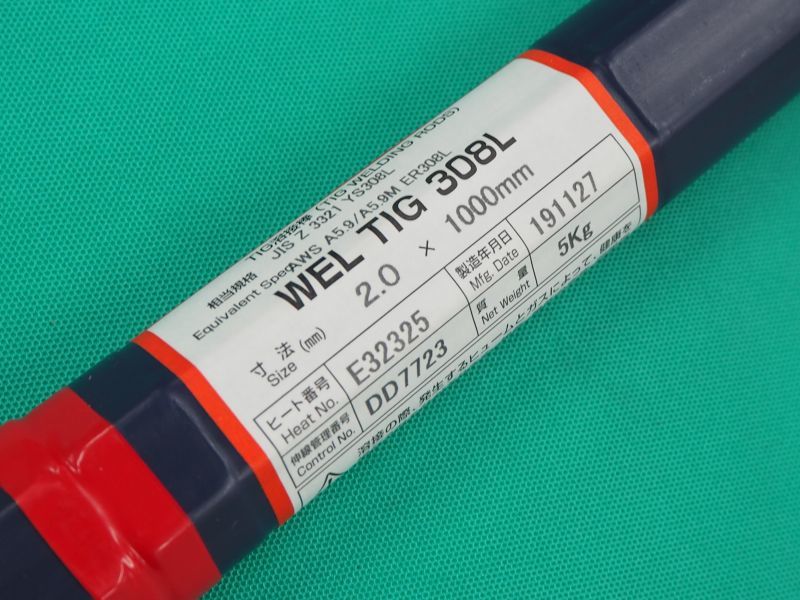 TIG溶接棒 (TIG WELDING RODS)
相当規格 JIS Z 3321 YS308L
Equivalent Spec AWS A5.9/A5.9M ER308L
WEL TIG 308L
寸法 (mm)
Size
2.0 × 1000mm
ヒート番号
Heat No.
E32325
製造年月日
Mfg. Date
191127
伸線管理番号
Control No.
DD7723
質量
Net Weight
5Kg
溶接の際、発生するヒュームとガスによって、健康を